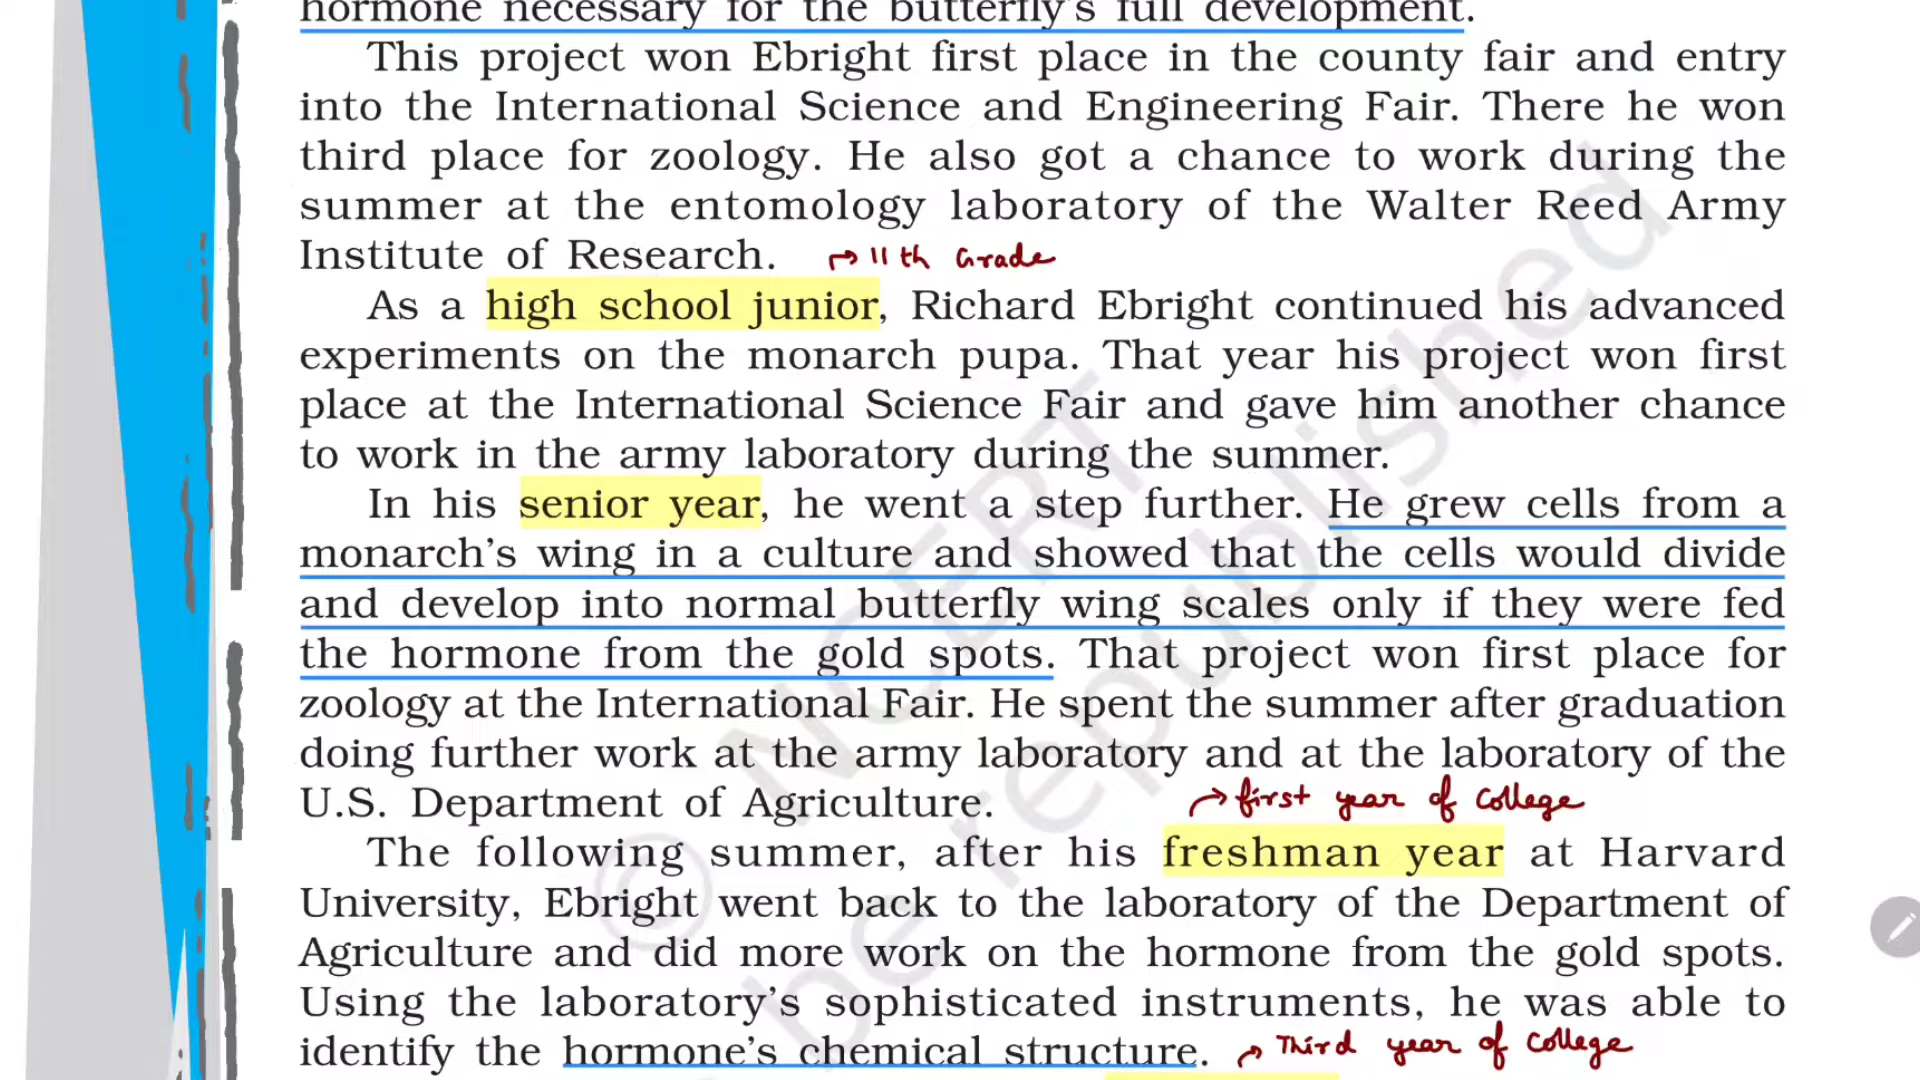 hormone necessary for the butterfly's full development.
This project won Ebright first place in the county fair and entry
into the International Science and Engineering Fair. There he won
third place for zoology. He also got a chance to work during the
summer at the entomology laboratory of the Walter Reed Army
Institute of Research.
→ 11th Grade
As a high school junior, Richard Ebright continued his advanced
experiments on the monarch pupa. That year his project won first
place at the International Science Fair and gave him another chance
to work in the army laboratory during the summer.
In his senior year, he went a step further. He grew cells from a
monarch's wing in a culture and showed that the cells would divide
and develop into normal butterfly wing scales only if they were fed
the hormone from the gold spots. That project won first place for
zoology at the International Fair. He spent the summer after graduation
doing further work at the army laboratory and at the laboratory of the
U.S. Department of Agriculture.
→ first year of college
The following summer, after his freshman year at Harvard
University, Ebright went back to the laboratory of the Department of
Agriculture and did more work on the hormone from the gold spots.
Using the laboratory's sophisticated instruments, he was able to
identify the hormone's chemical structure.
→ Third year of college
© NCERT
be republished